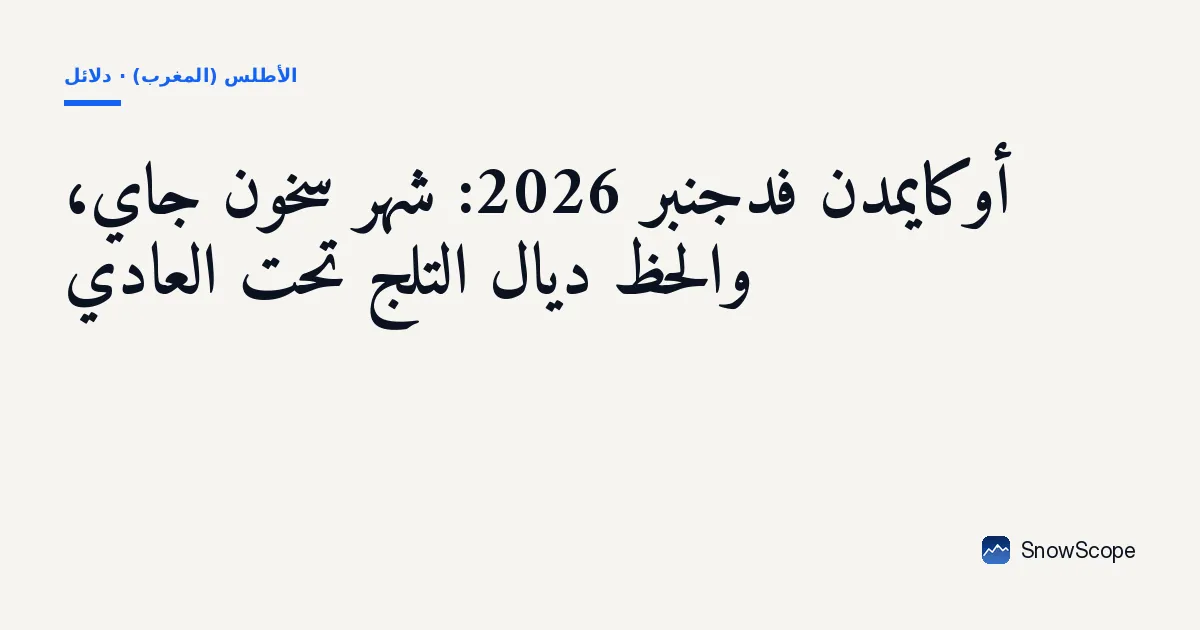 الأطلس (المغرب) · دلائل
أوكايمدن فدجنبر 2026: شهر سخون جاي،
والحظ ديال التلج تحت العادي
SnowScope